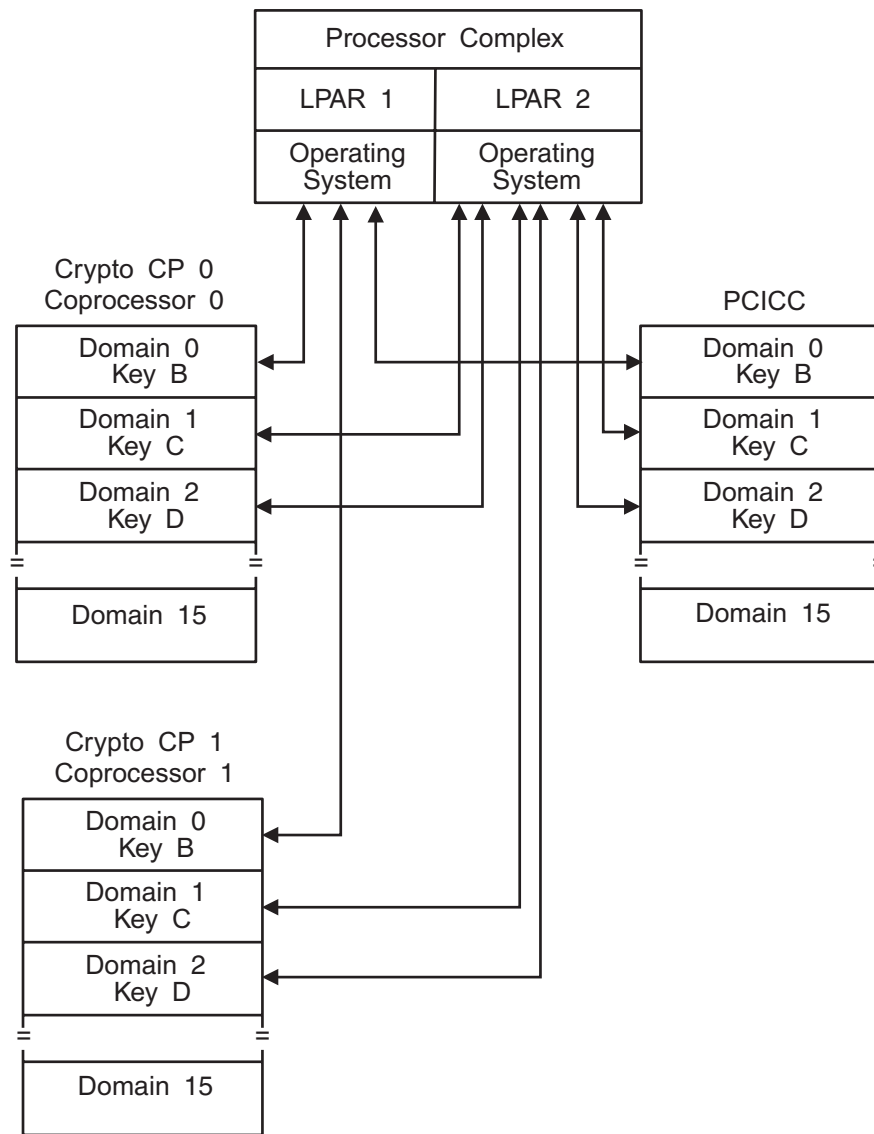 Processor Complex
LPAR 1
LPAR 2
Operating
System
Operating
System
Crypto CP 0
Coprocessor 0
Domain 0
Key B
Domain 1
Key C
Domain 2
Key D
=
=
Domain 15
PCICC
Domain 0
Key B
Domain 1
Key C
Domain 2
Key D
=
=
Domain 15
Crypto CP 1
Coprocessor 1
Domain 0
Key B
Domain 1
Key C
Domain 2
Key D
=
=
Domain 15